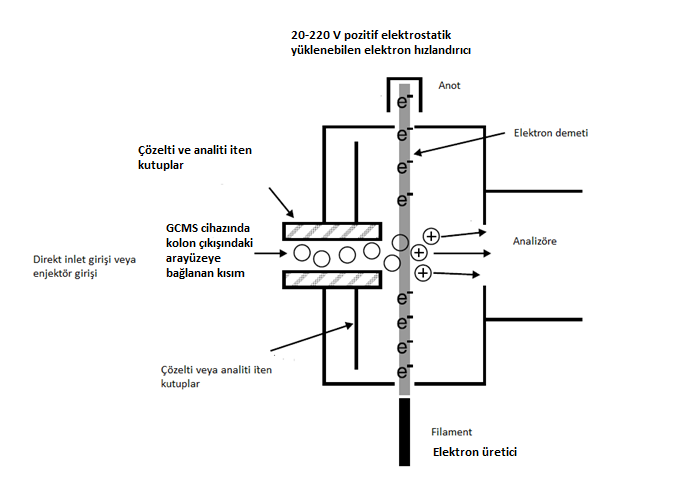 20-220 V pozitif elektrostatik
yüklenebilen elektron hızlandırıcı
Anot
e-
e-
Elektron demeti
Çözelti ve analiti iten
kutuplar
e-
e-
GCMS cihazında
kolon çıkışındaki
arayüzeye
bağlanan kısım
+
+
+
Analizöre
Direkt inlet girişi veya
enjektör girişi
e-
e-
e-
e-
Çözelti veya analiti iten
kutuplar
Filament
Elektron üretici